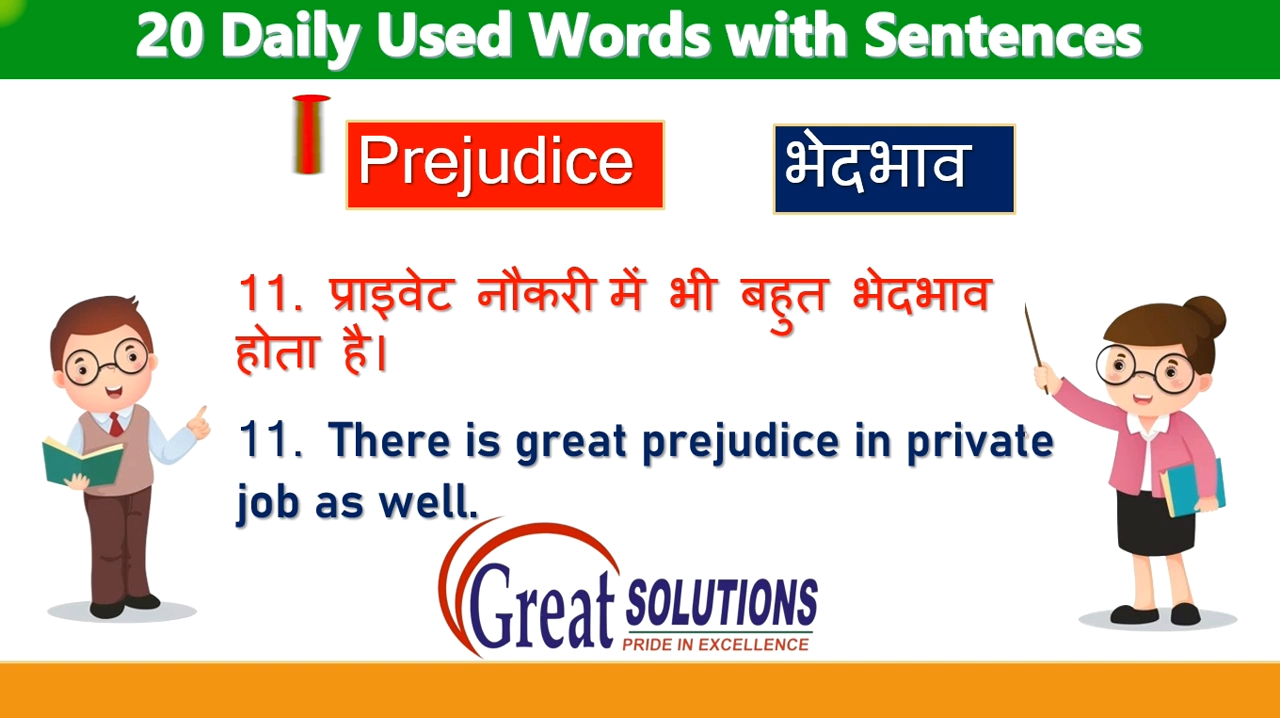 20 Daily Used Words with Sentences
Prejudice
भेदभाव
11. प्राइवेट नौकरी में भी बहुत भेदभाव
होता है।
11. There is great prejudice in private
job as well.
Great SOLUTIONS
PRIDE IN EXCELLENCE